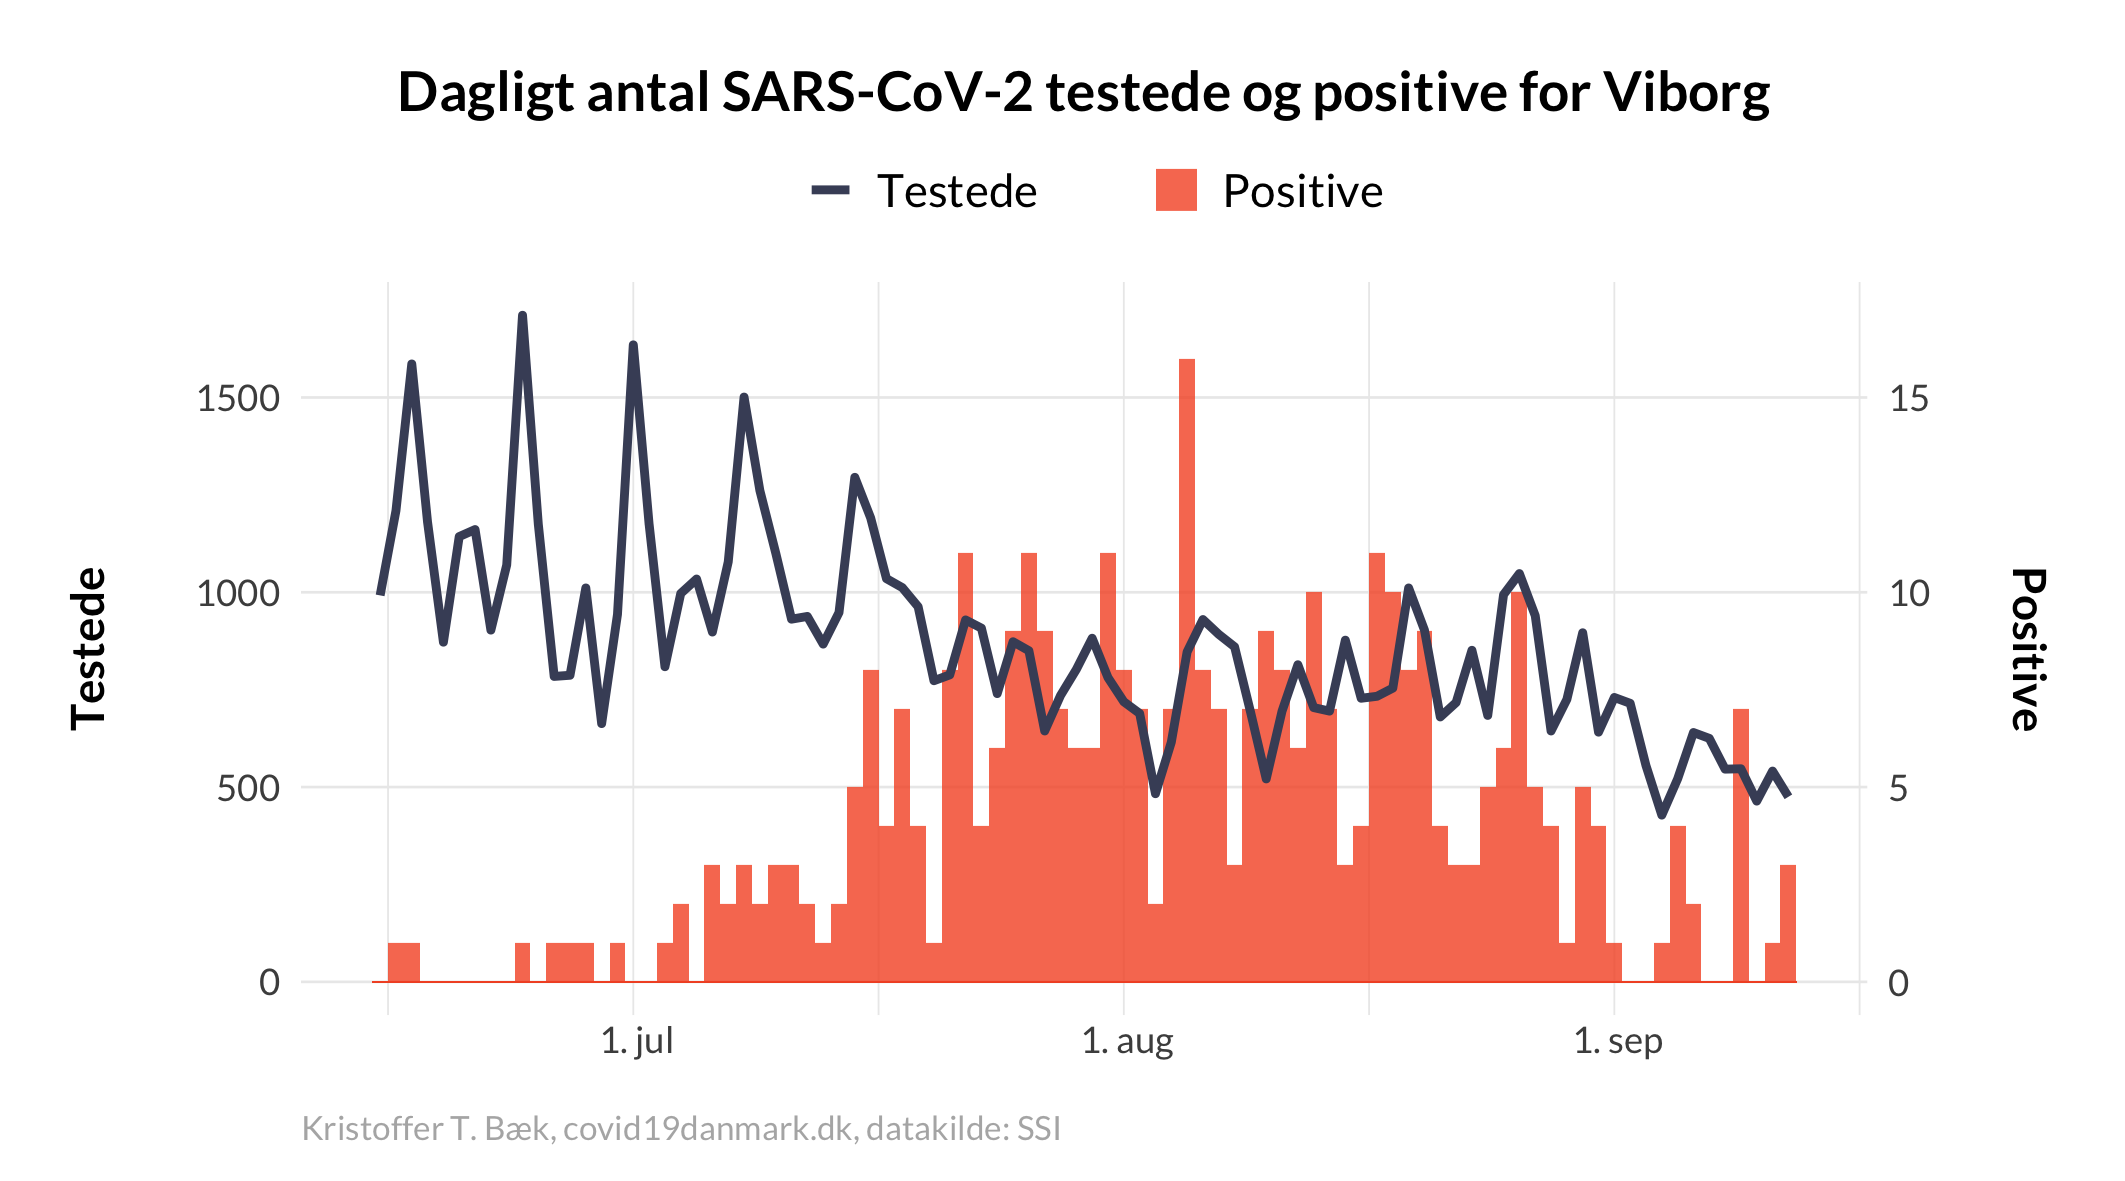 Dagligt antal SARS-CoV-2 testede og positive for Viborg
Testede
Positive
Testede
1500
1000
500
0
15
10
5
0
Positive
1. jul
1. aug
1. sep
Kristoffer T. Bæk, covid19danmark.dk, datakilde: SSI